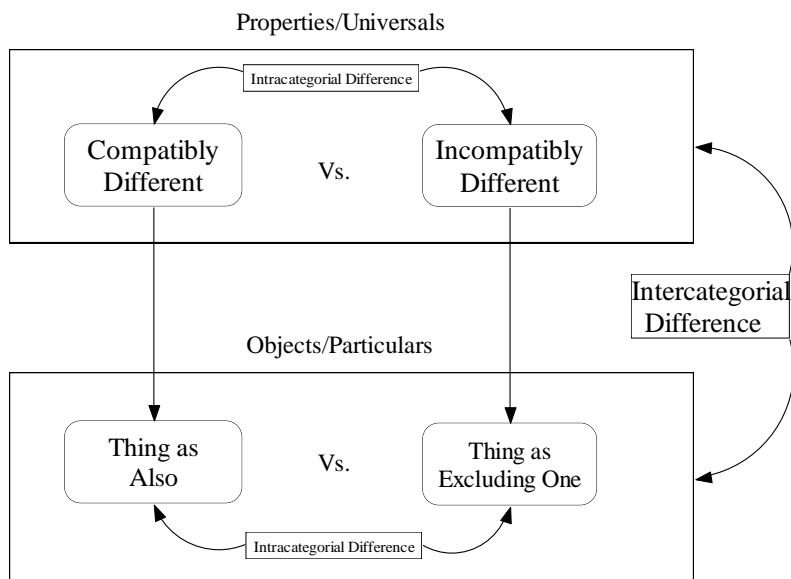 Properties/Universals
Intracategorial Difference
Compatibly
Different
Vs.
Incompatibly
Different
Intercategorial
Difference
Objects/Particulars
Thing as
Also
Vs.
Thing as
Excluding One
Intracategorial Difference